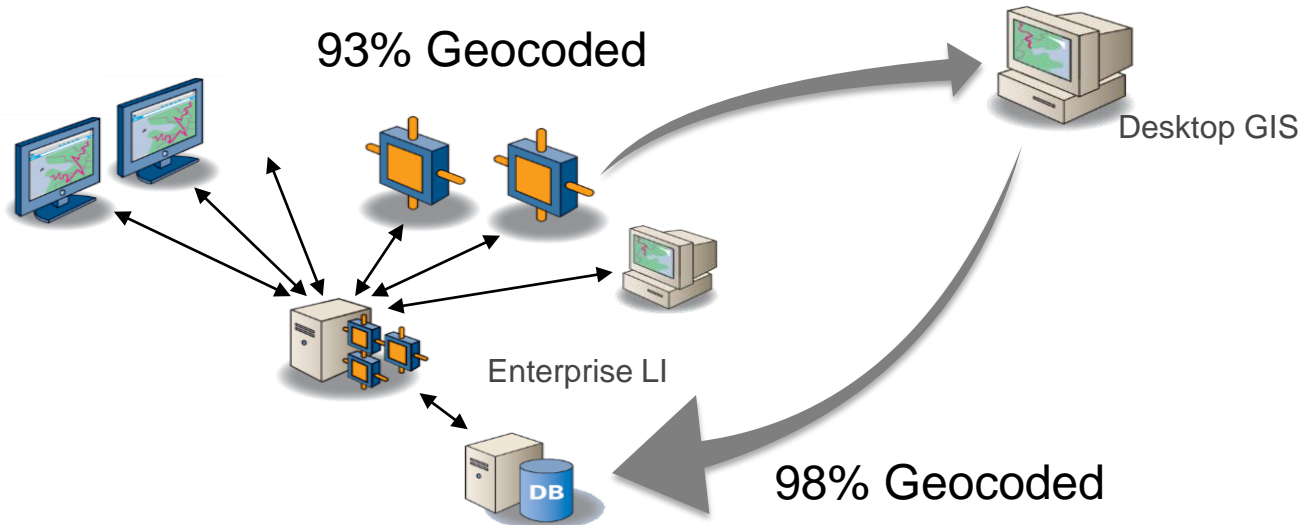 93% Geocoded
Desktop GIS
Enterprise LI
DB
98% Geocoded